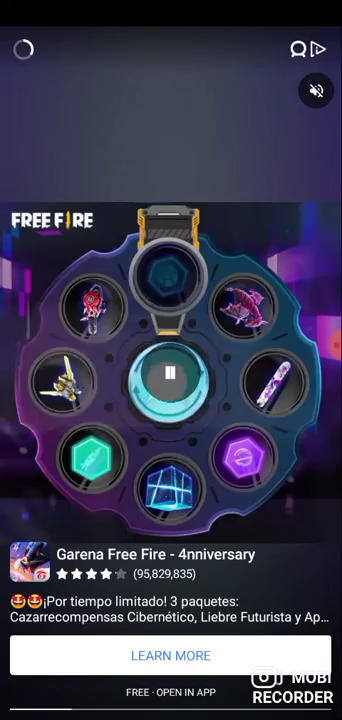 FREE FIRE
Garena Free Fire - 4nniversary
(95,829,835)
🤩🤩¡Por tiempo limitado! 3 paquetes:
Cazarrecompensas Cibernético, Liebre Futurista y Ap...
LEARN MORE
FREE · OPEN IN APP
MOBI
RECORDER